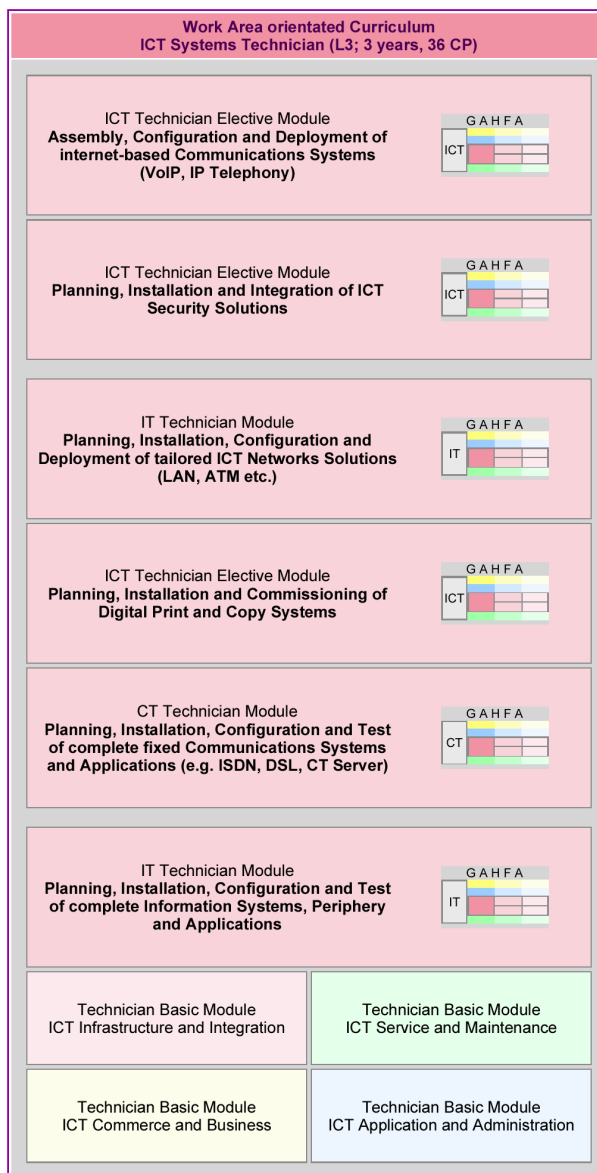 Work Area orientated Curriculum
ICT Systems Technician (L3; 3 years, 36 CP)
ICT Technician Elective Module
Assembly, Configuration and Deployment of
internet-based Communications Systems
(VoIP, IP Telephony)
G A H F A
ICT
ICT Technician Elective Module
Planning, Installation and Integration of ICT
Security Solutions
G A H F A
ICT
IT Technician Module
Planning, Installation, Configuration and
Deployment of tailored ICT Networks Solutions
(LAN, ATM etc.)
G A H F A
IT
ICT Technician Elective Module
Planning, Installation and Commissioning of
Digital Print and Copy Systems
G A H F A
ICT
CT Technician Module
Planning, Installation, Configuration and Test
of complete fixed Communications Systems
and Applications (e.g. ISDN, DSL, CT Server)
G A H F A
CT
IT Technician Module
Planning, Installation, Configuration and Test
of complete Information Systems, Periphery
and Applications
G A H F A
IT
Technician Basic Module
ICT Infrastructure and Integration
Technician Basic Module
ICT Service and Maintenance
Technician Basic Module
ICT Commerce and Business
Technician Basic Module
ICT Application and Administration